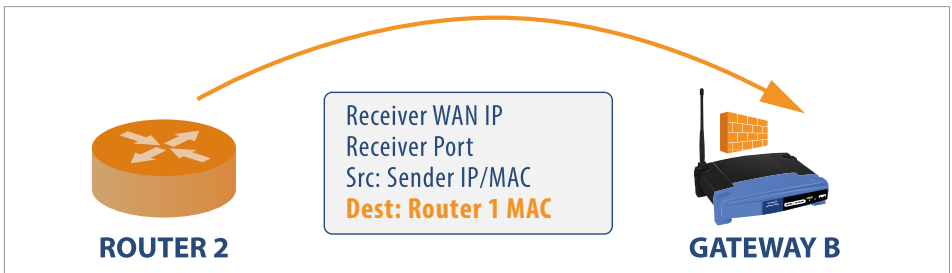 Receiver WAN IP
Receiver Port
Src: Sender IP/MAC
Dest: Router 1 MAC
ROUTER 2
GATEWAY B